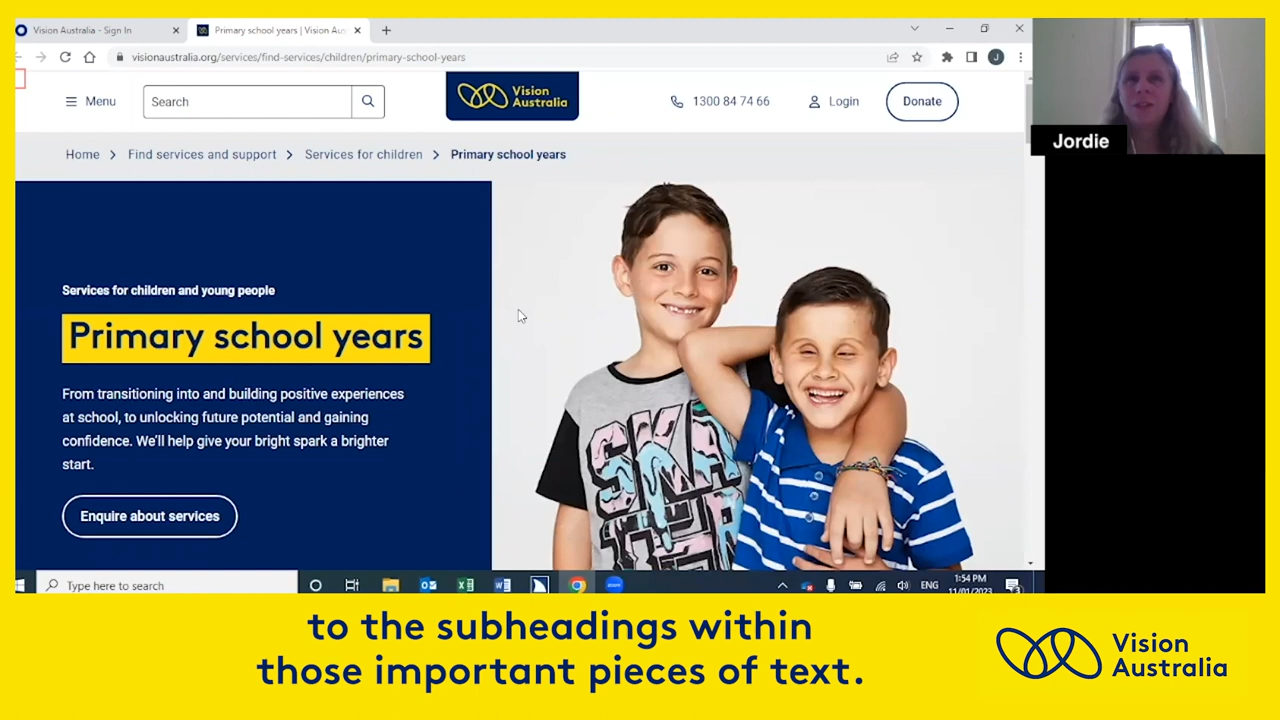 Vision Australia - Sign In
Primary school years | Vision Aus
visionaustralia.org/services/find-services/children/primary-school-years
Menu
Search
Vision
Australia
1300 84 74 66
Login
Donate
Jordie
Home
Find services and support
Services for children
Primary school years
Services for children and young people
Primary school years
From transitioning into and building positive experiences
at school, to unlocking future potential and gaining
confidence. We'll help give your bright spark a brighter
start.
Enquire about services
Type here to search
ENG
1:54 PM
11/01/2023
to the subheadings within
those important pieces of text.
Vision
Australia